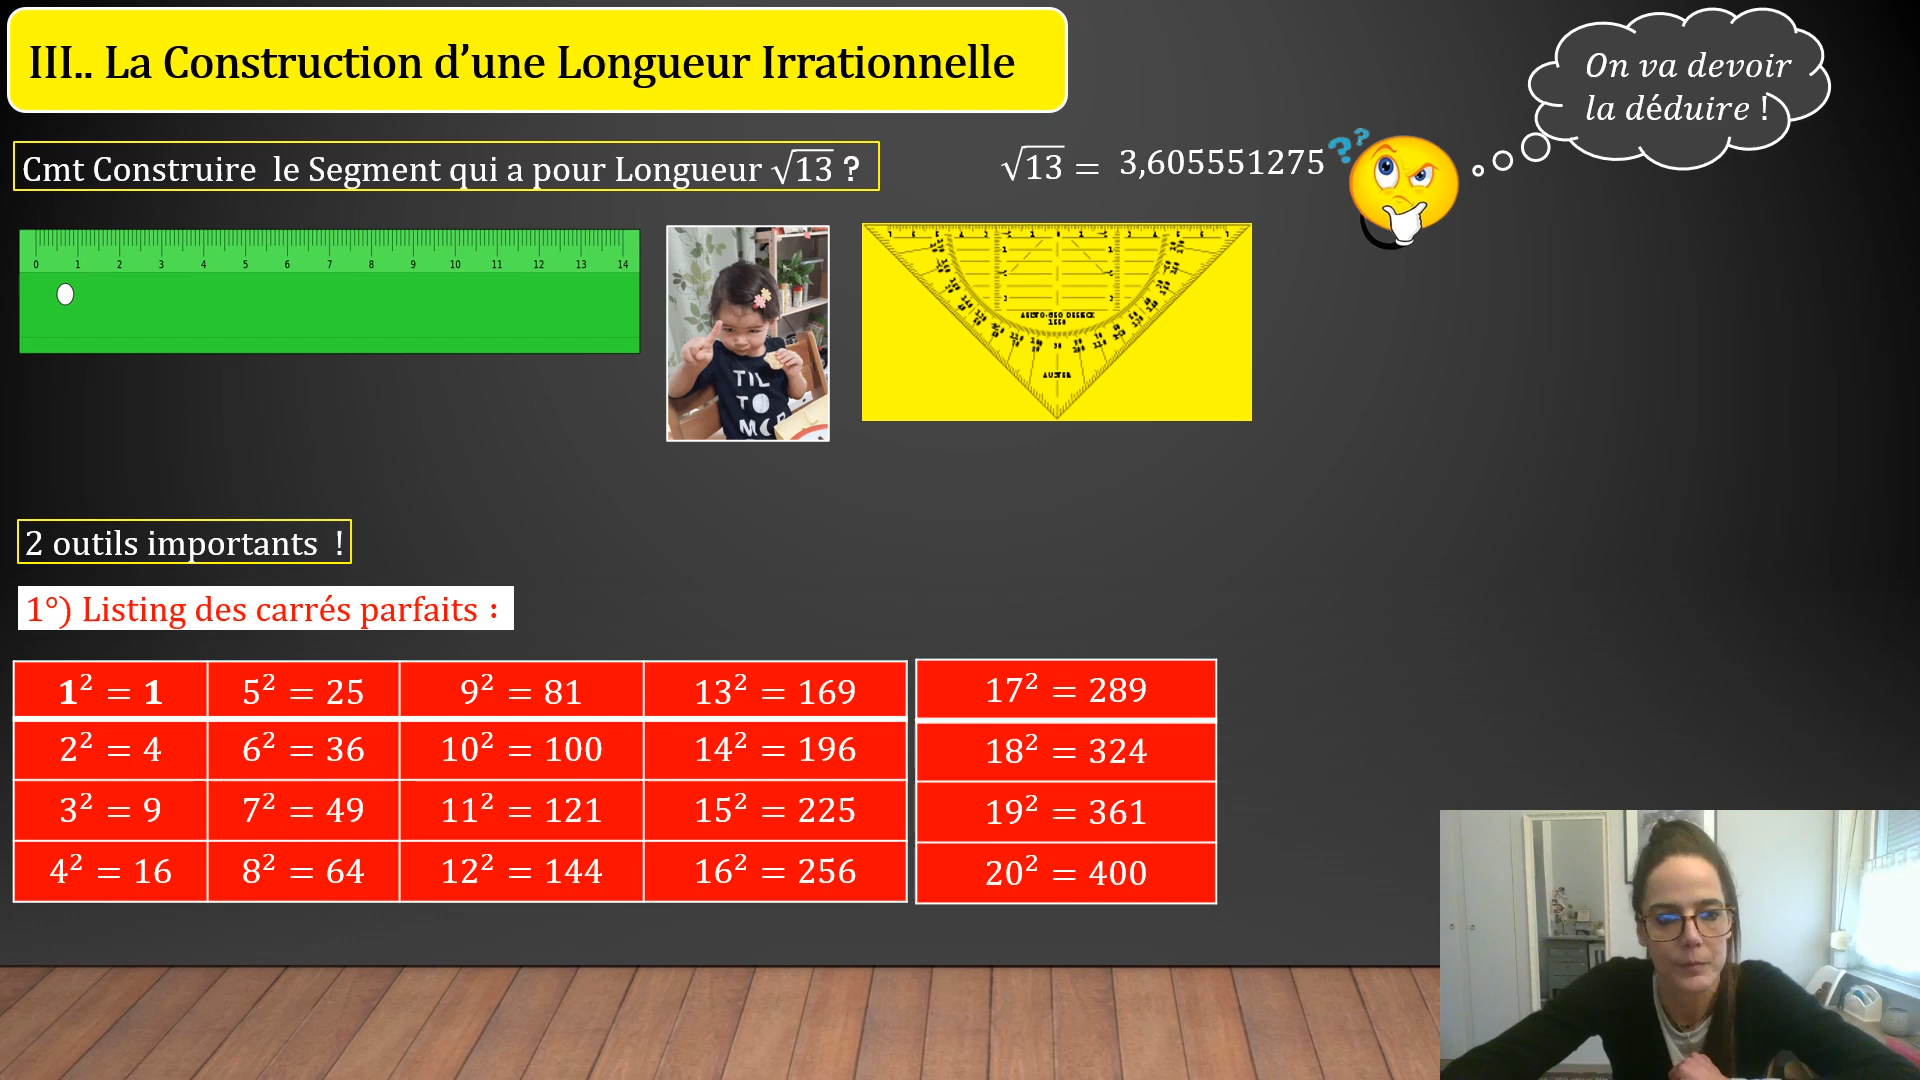 III.. La Construction d’une Longueur Irrationnelle
On va devoir
la déduire !
Cmt Construire le Segment qui a pour Longueur √13 ?
√13 = 3,605551275
??
0 1 2 3 4 5 6 7 8 9 10 11 12 13 14
TIL
TO
MO
2 outils importants !
1°) Listing des carrés parfaits :
1² = 1 5² = 25 9² = 81 13² = 169 17² = 289
2² = 4 6² = 36 10² = 100 14² = 196 18² = 324
3² = 9 7² = 49 11² = 121 15² = 225 19² = 361
4² = 16 8² = 64 12² = 144 16² = 256 20² = 400